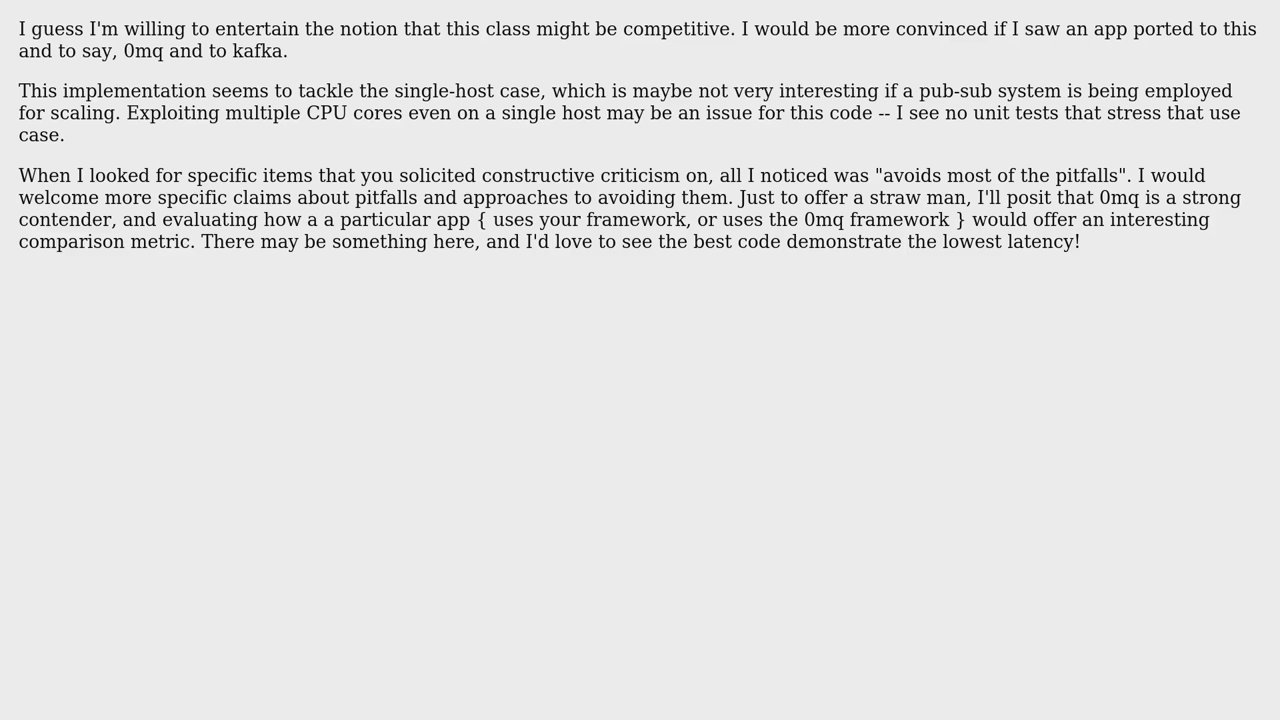 I guess I'm willing to entertain the notion that this class might be competitive. I would be more convinced if I saw an app ported to this
and to say, 0mq and to kafka.
This implementation seems to tackle the single-host case, which is maybe not very interesting if a pub-sub system is being employed
for scaling. Exploiting multiple CPU cores even on a single host may be an issue for this code -- I see no unit tests that stress that use
case.
When I looked for specific items that you solicited constructive criticism on, all I noticed was "avoids most of the pitfalls". I would
welcome more specific claims about pitfalls and approaches to avoiding them. Just to offer a straw man, I'll posit that 0mq is a strong
contender, and evaluating how a a particular app { uses your framework, or uses the 0mq framework } would offer an interesting
comparison metric. There may be something here, and I'd love to see the best code demonstrate the lowest latency!